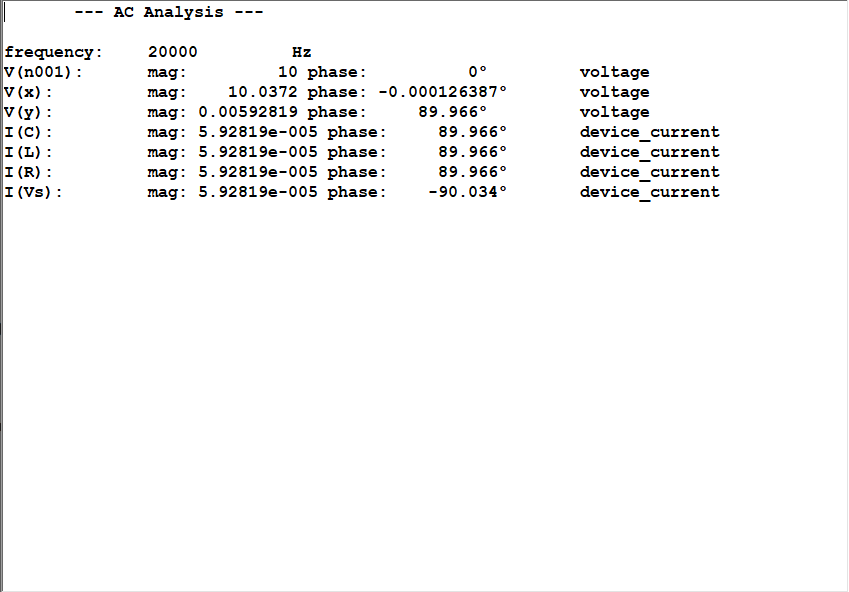 --- AC Analysis ---
frequency: 20000 Hz
V(n001): mag: 10 phase: 0° voltage
V(x): mag: 10.0372 phase: -0.000126387° voltage
V(y): mag: 0.00592819 phase: 89.966° voltage
I(C): mag: 5.92819e-005 phase: 89.966° device_current
I(L): mag: 5.92819e-005 phase: 89.966° device_current
I(R): mag: 5.92819e-005 phase: 89.966° device_current
I(Vs): mag: 5.92819e-005 phase: -90.034° device_current